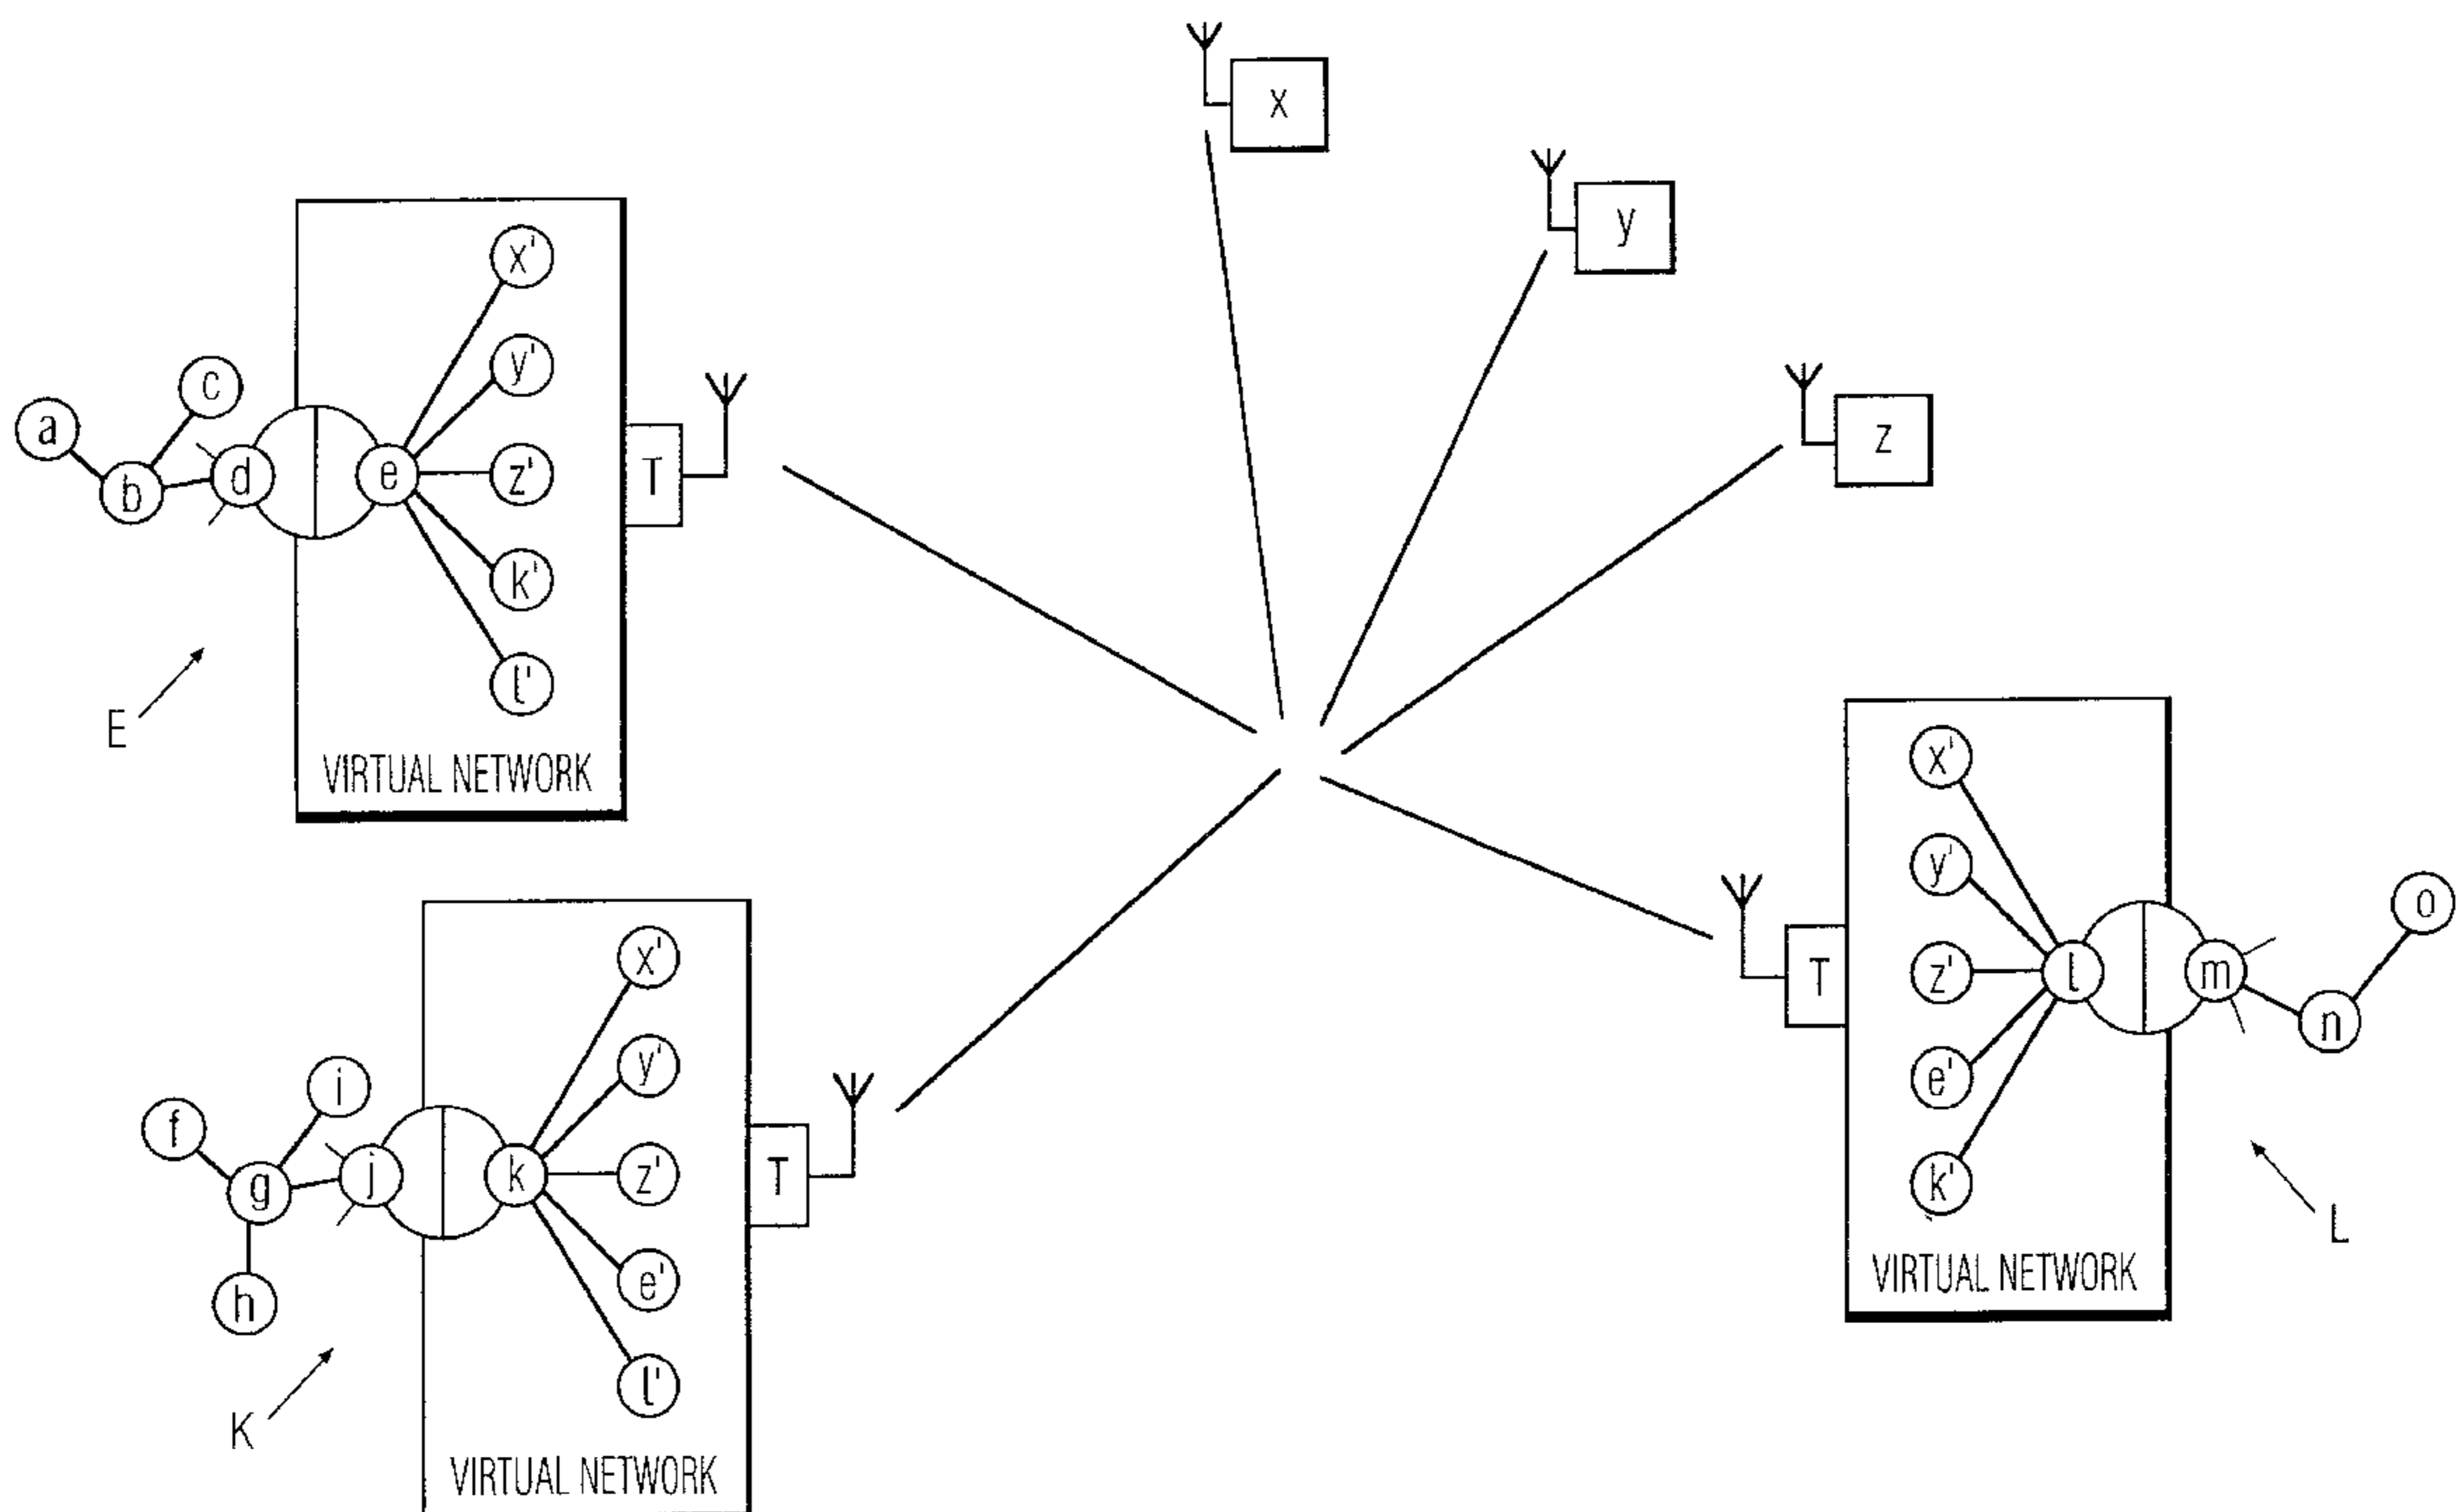 x
y
z
x'
y'
z'
k'
l'
a
b
c
d
e
T
E
VIRTUAL NETWORK
x'
y'
z'
e'
l'
f
g
h
i
j
k
T
K
VIRTUAL NETWORK
x'
y'
z'
e'
k'
T
l
m
n
o
L
VIRTUAL NETWORK